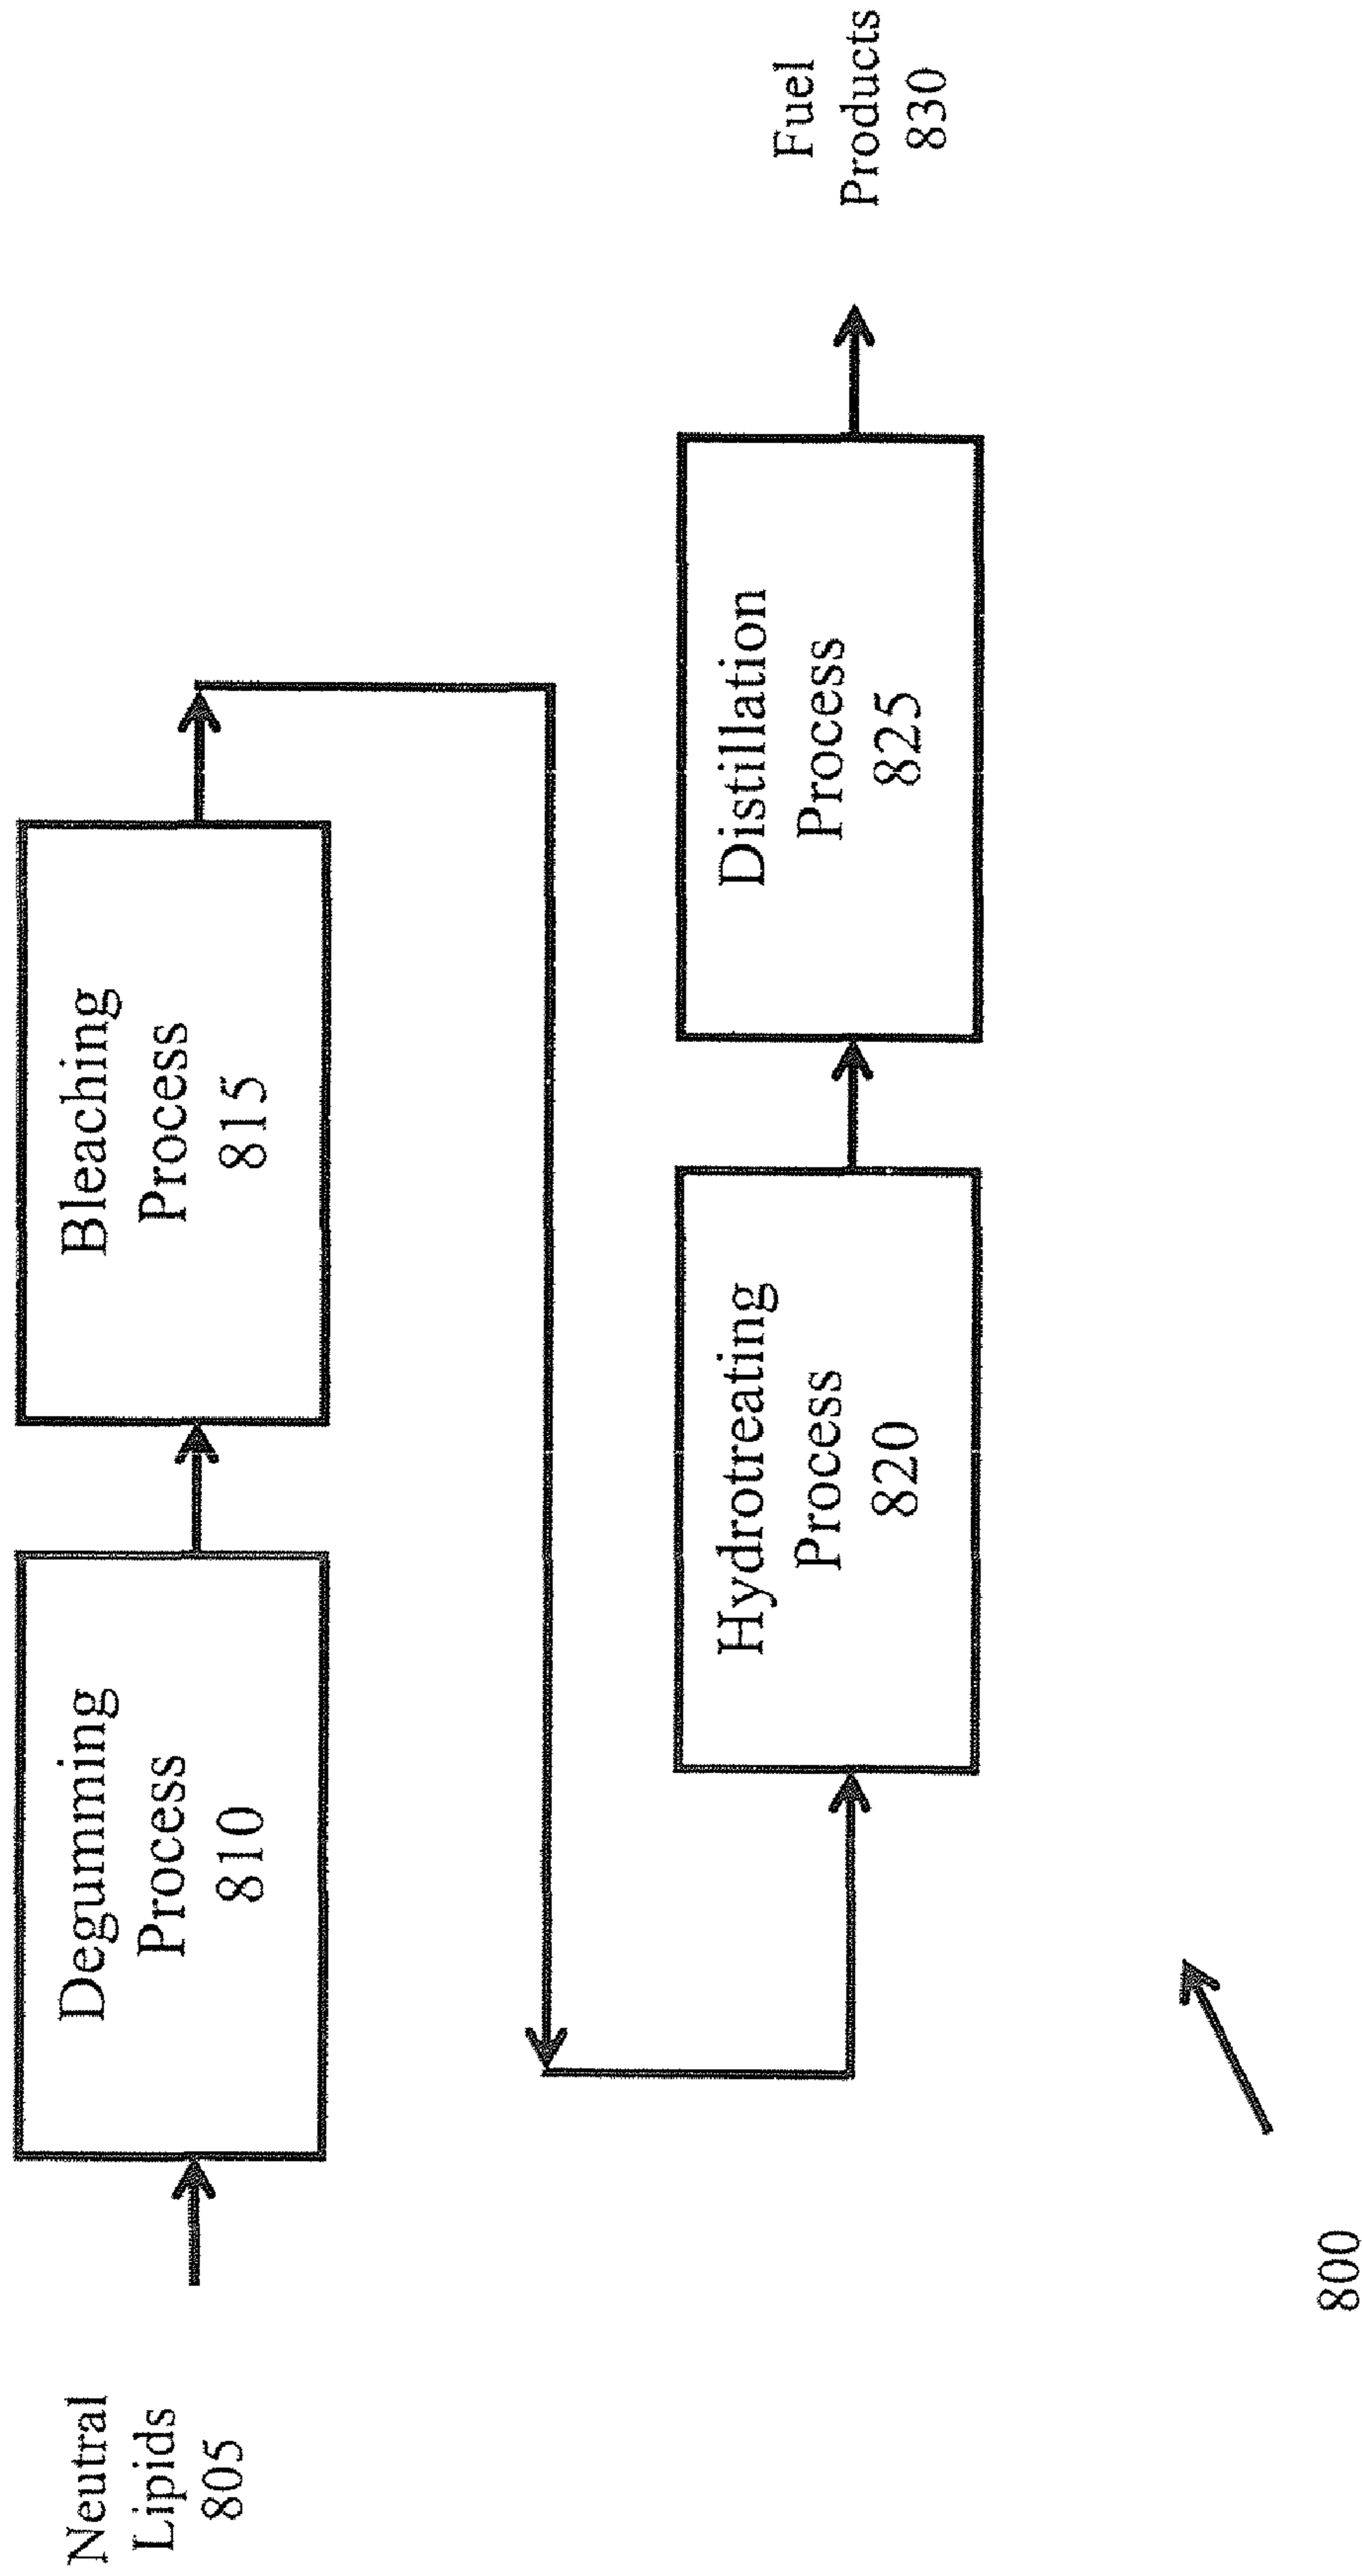 Neutral
Lipids
805
Degumming
Process
810
Bleaching
Process
815
Hydrotreating
Process
820
Distillation
Process
825
Fuel
Products
830
800